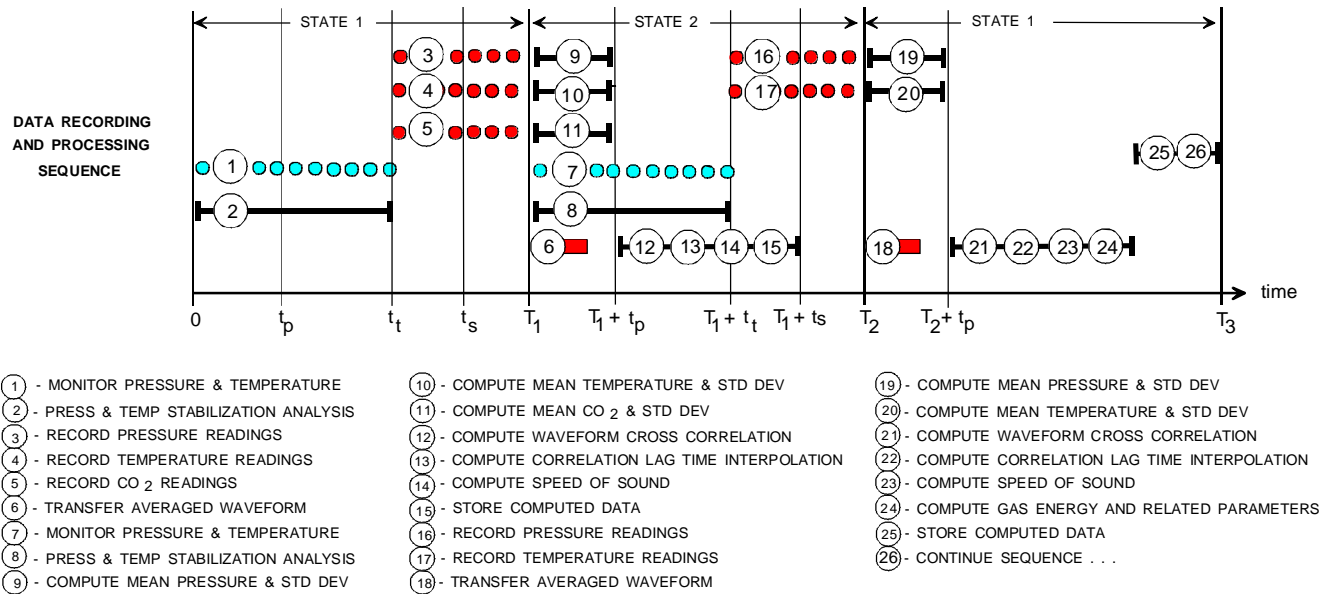 STATE 1 STATE 2 STATE 1
3 16 9 19
4 17 10 20
5 11
DATA RECORDING
AND PROCESSING
SEQUENCE
1 7 25 26
2 8
6 12 13 14 15 18 21 22 23 24
time
0 tp tt ts T1 T1 + tp T1 + tt T1 + ts T2 T2 + tp T3
1 - MONITOR PRESSURE & TEMPERATURE
2 - PRESS & TEMP STABILIZATION ANALYSIS
3 - RECORD PRESSURE READINGS
4 - RECORD TEMPERATURE READINGS
5 - RECORD CO 2 READINGS
6 - TRANSFER AVERAGED WAVEFORM
7 - MONITOR PRESSURE & TEMPERATURE
8 - PRESS & TEMP STABILIZATION ANALYSIS
9 - COMPUTE MEAN PRESSURE & STD DEV
10 - COMPUTE MEAN TEMPERATURE & STD DEV
11 - COMPUTE MEAN CO 2 & STD DEV
12 - COMPUTE WAVEFORM CROSS CORRELATION
13 - COMPUTE CORRELATION LAG TIME INTERPOLATION
14 - COMPUTE SPEED OF SOUND
15 - STORE COMPUTED DATA
16 - RECORD PRESSURE READINGS
17 - RECORD TEMPERATURE READINGS
18 - TRANSFER AVERAGED WAVEFORM
19 - COMPUTE MEAN PRESSURE & STD DEV
20 - COMPUTE MEAN TEMPERATURE & STD DEV
21 - COMPUTE WAVEFORM CROSS CORRELATION
22 - COMPUTE CORRELATION LAG TIME INTERPOLATION
23 - COMPUTE SPEED OF SOUND
24 - COMPUTE GAS ENERGY AND RELATED PARAMETERS
25 - STORE COMPUTED DATA
26 - CONTINUE SEQUENCE . . .